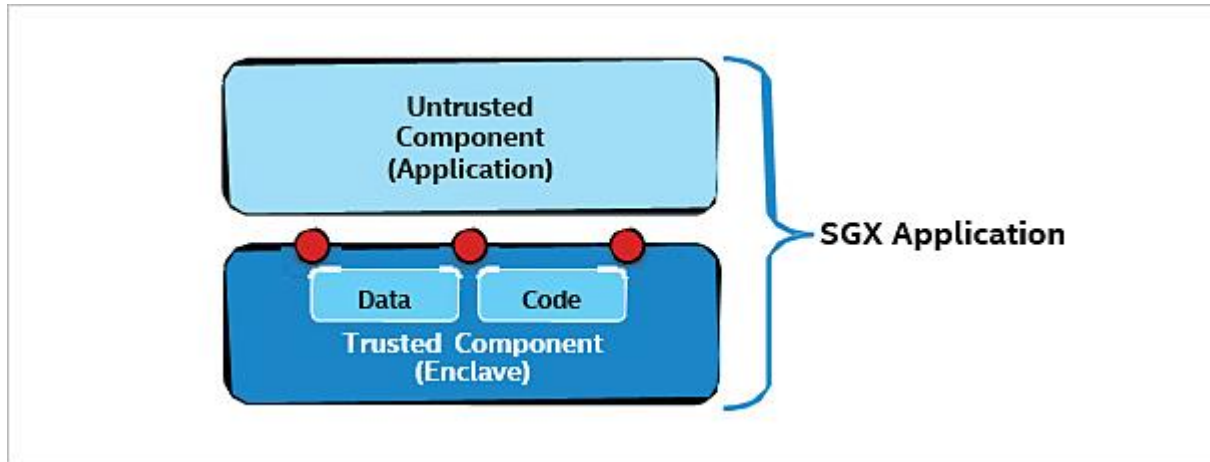 Untrusted
Component
(Application)
SGX Application
Data
Code
Trusted Component
(Enclave)